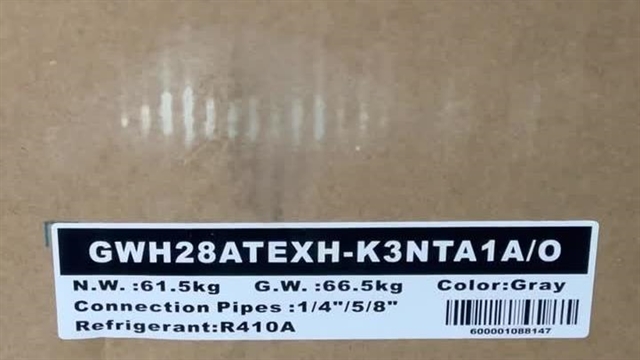 GWH28ATEXH-K3NTA1A/O
N.W.:61.5kg G.W.:66.5kg Color:Gray
Connection Pipes:1/4"/5/8"
Refrigerant:R410A
600001088147